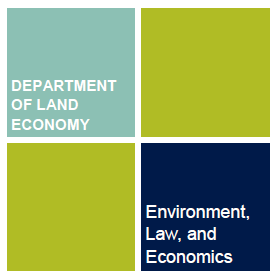 DEPARTMENT
OF LAND
ECONOMY
Environment,
Law, and
Economics